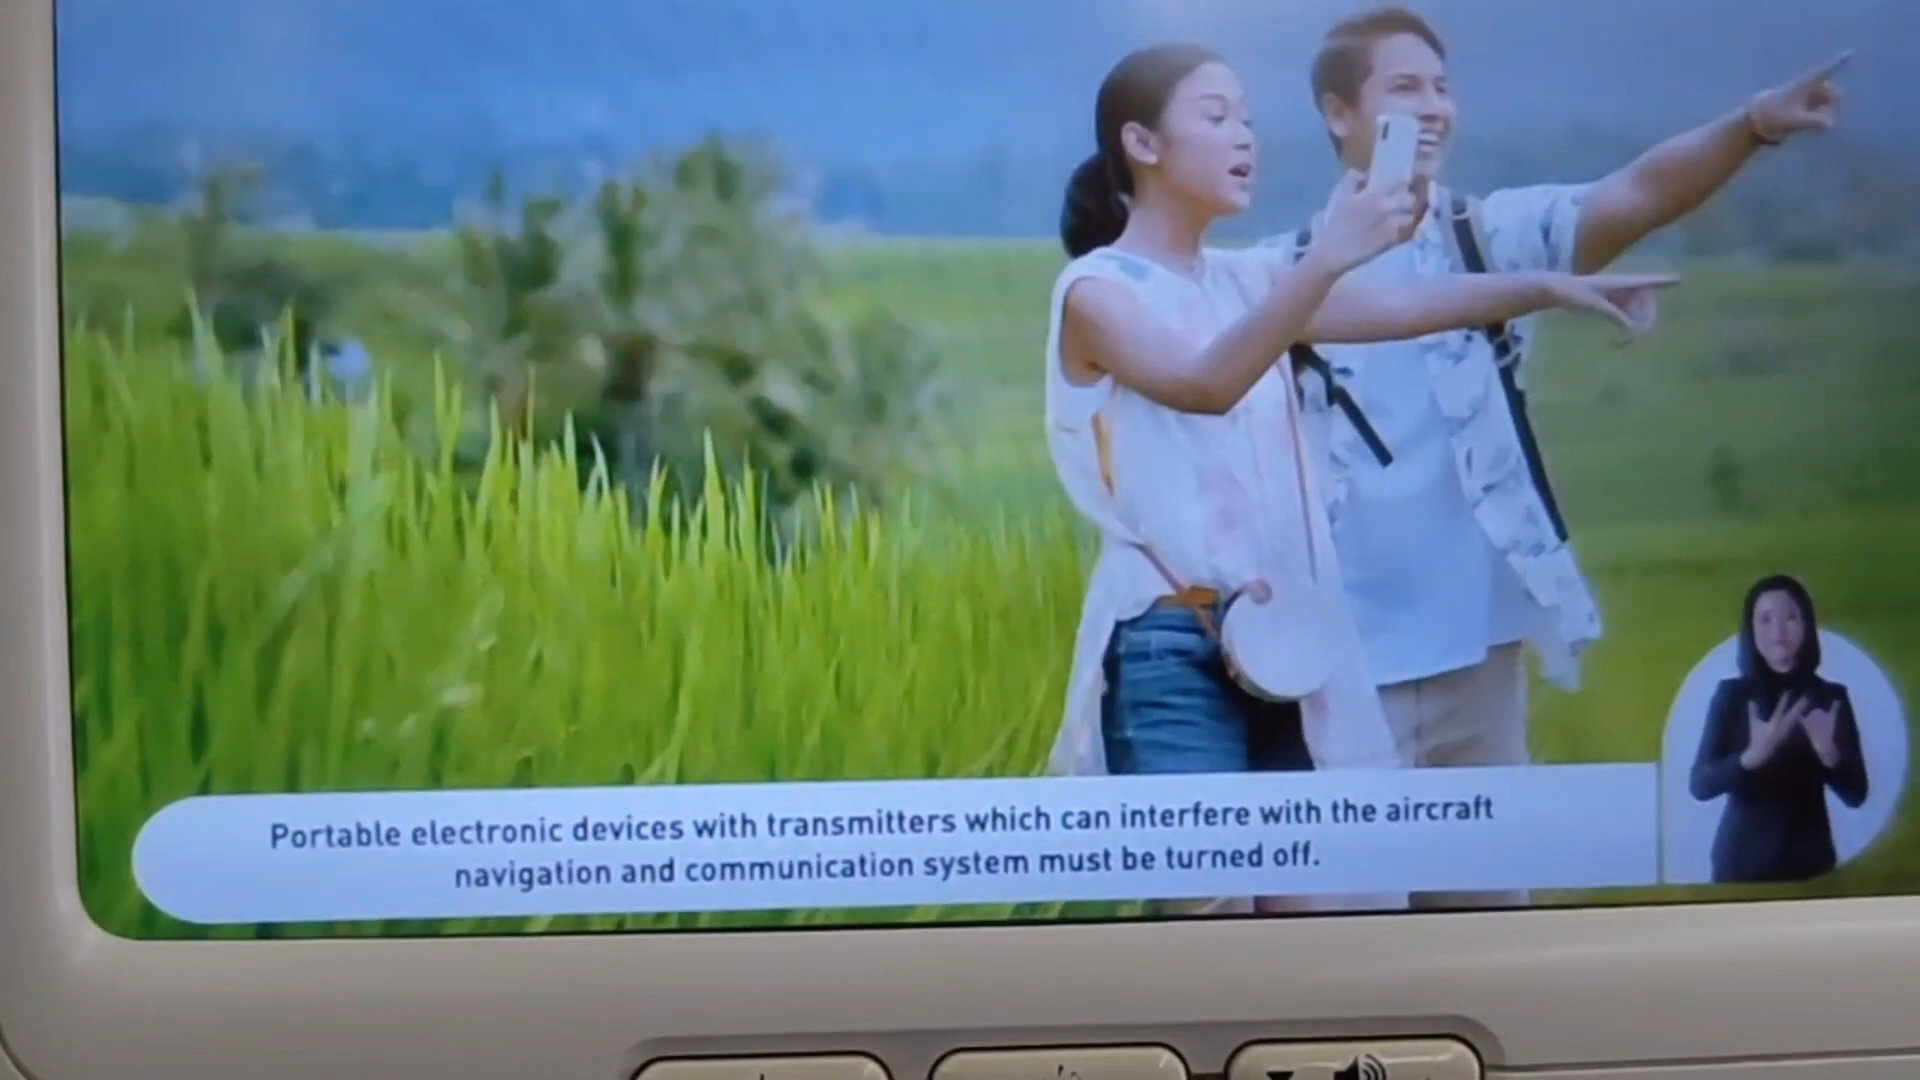 Portable electronic devices with transmitters which can interfere with the aircraft
navigation and communication system must be turned off.